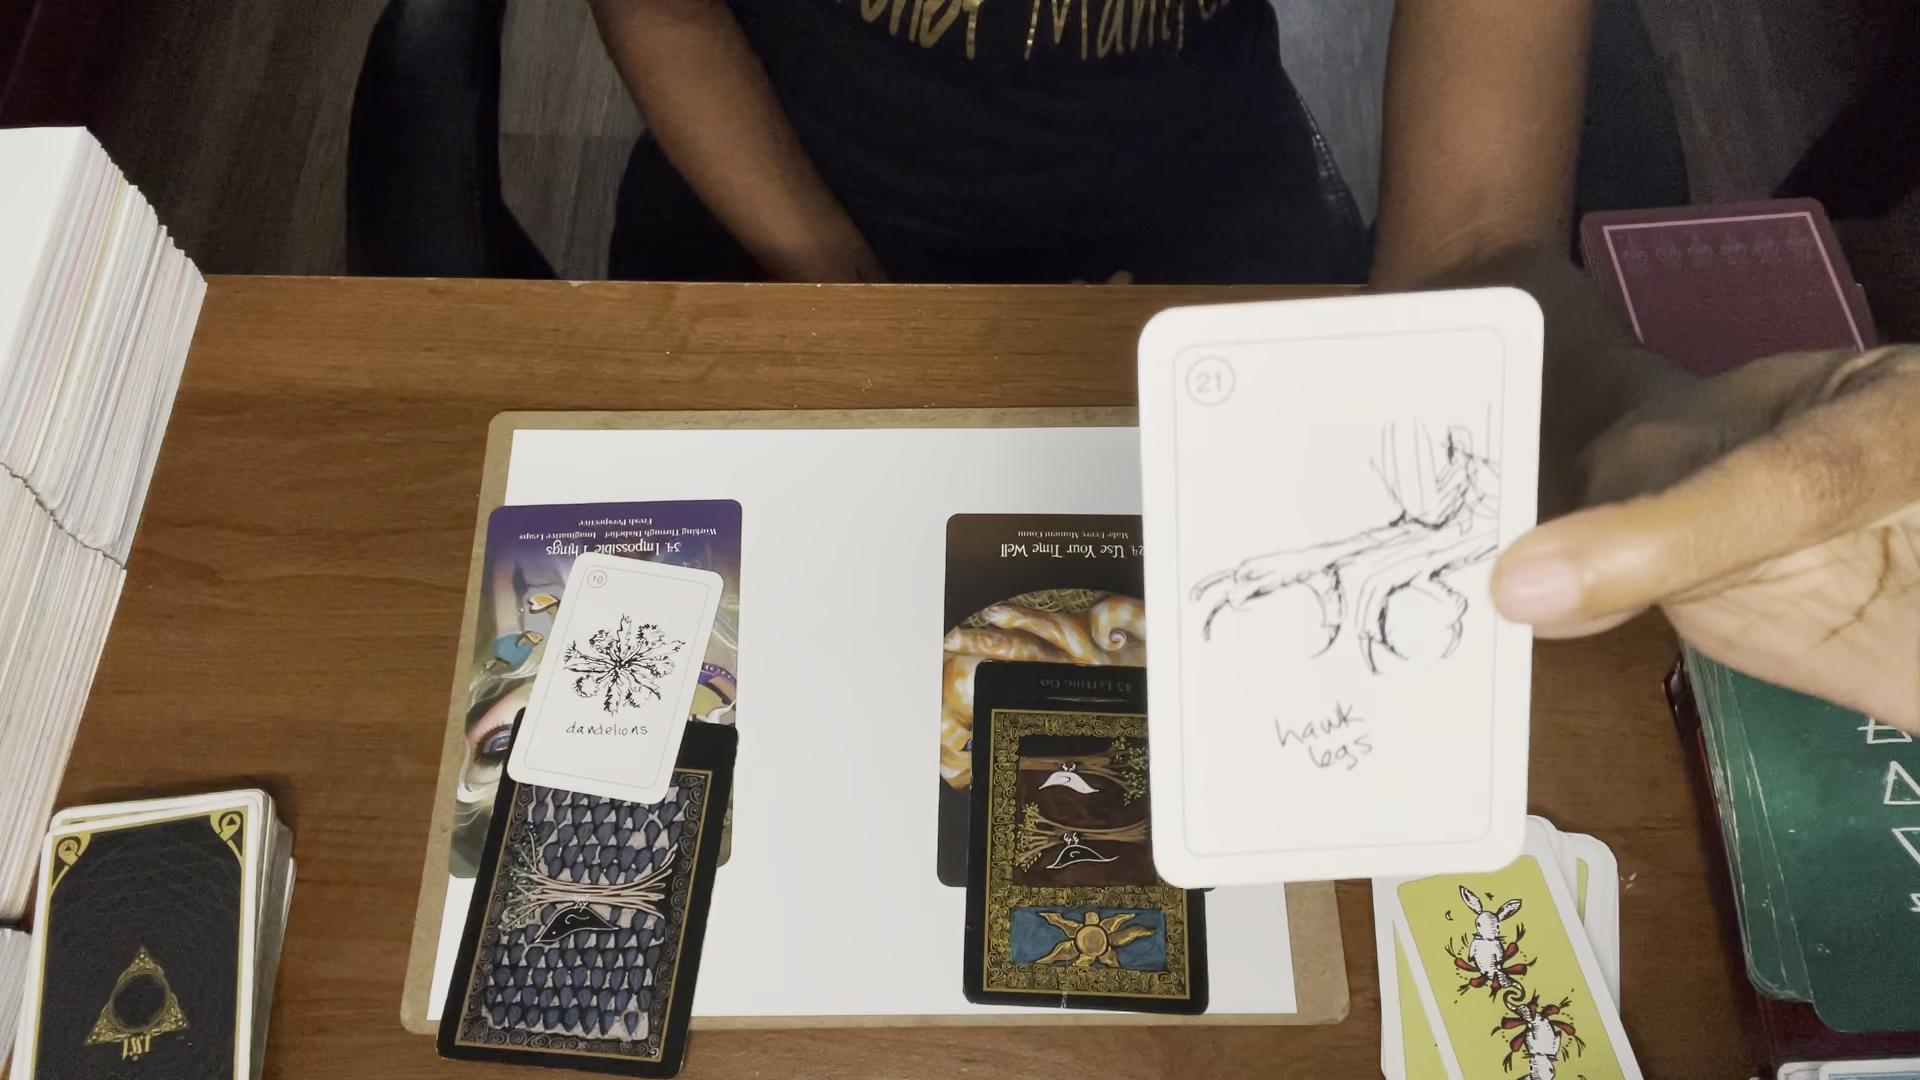 21
hawk
legs
34. Impossible Things
Working Through Disbelief Imaginative Leaps
Fresh Perspective
10
dandelions
24. Use Your Time Well
Make Every Moment Count
43 Letting Go